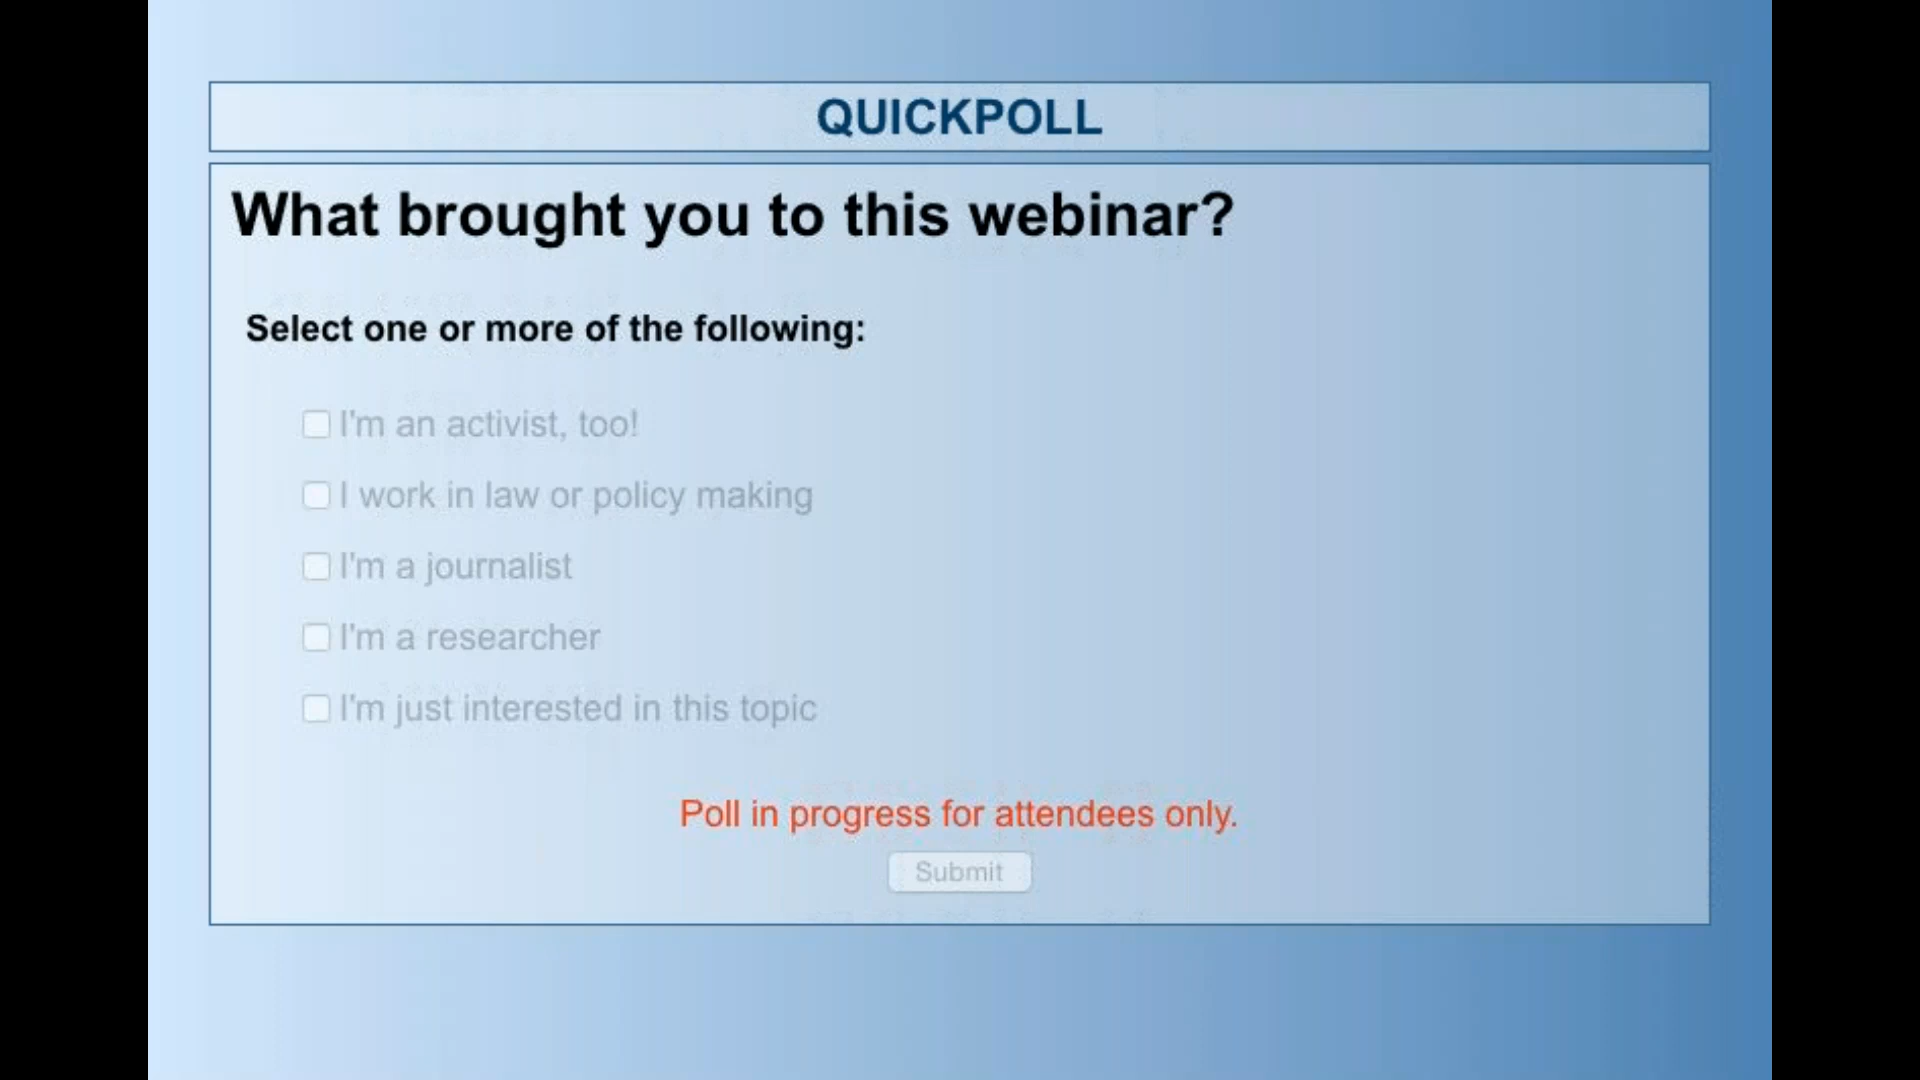 QUICKPOLL
What brought you to this webinar?
Select one or more of the following:
I'm an activist, too!
I work in law or policy making
I'm a journalist
I'm a researcher
I'm just interested in this topic
Poll in progress for attendees only.
Submit